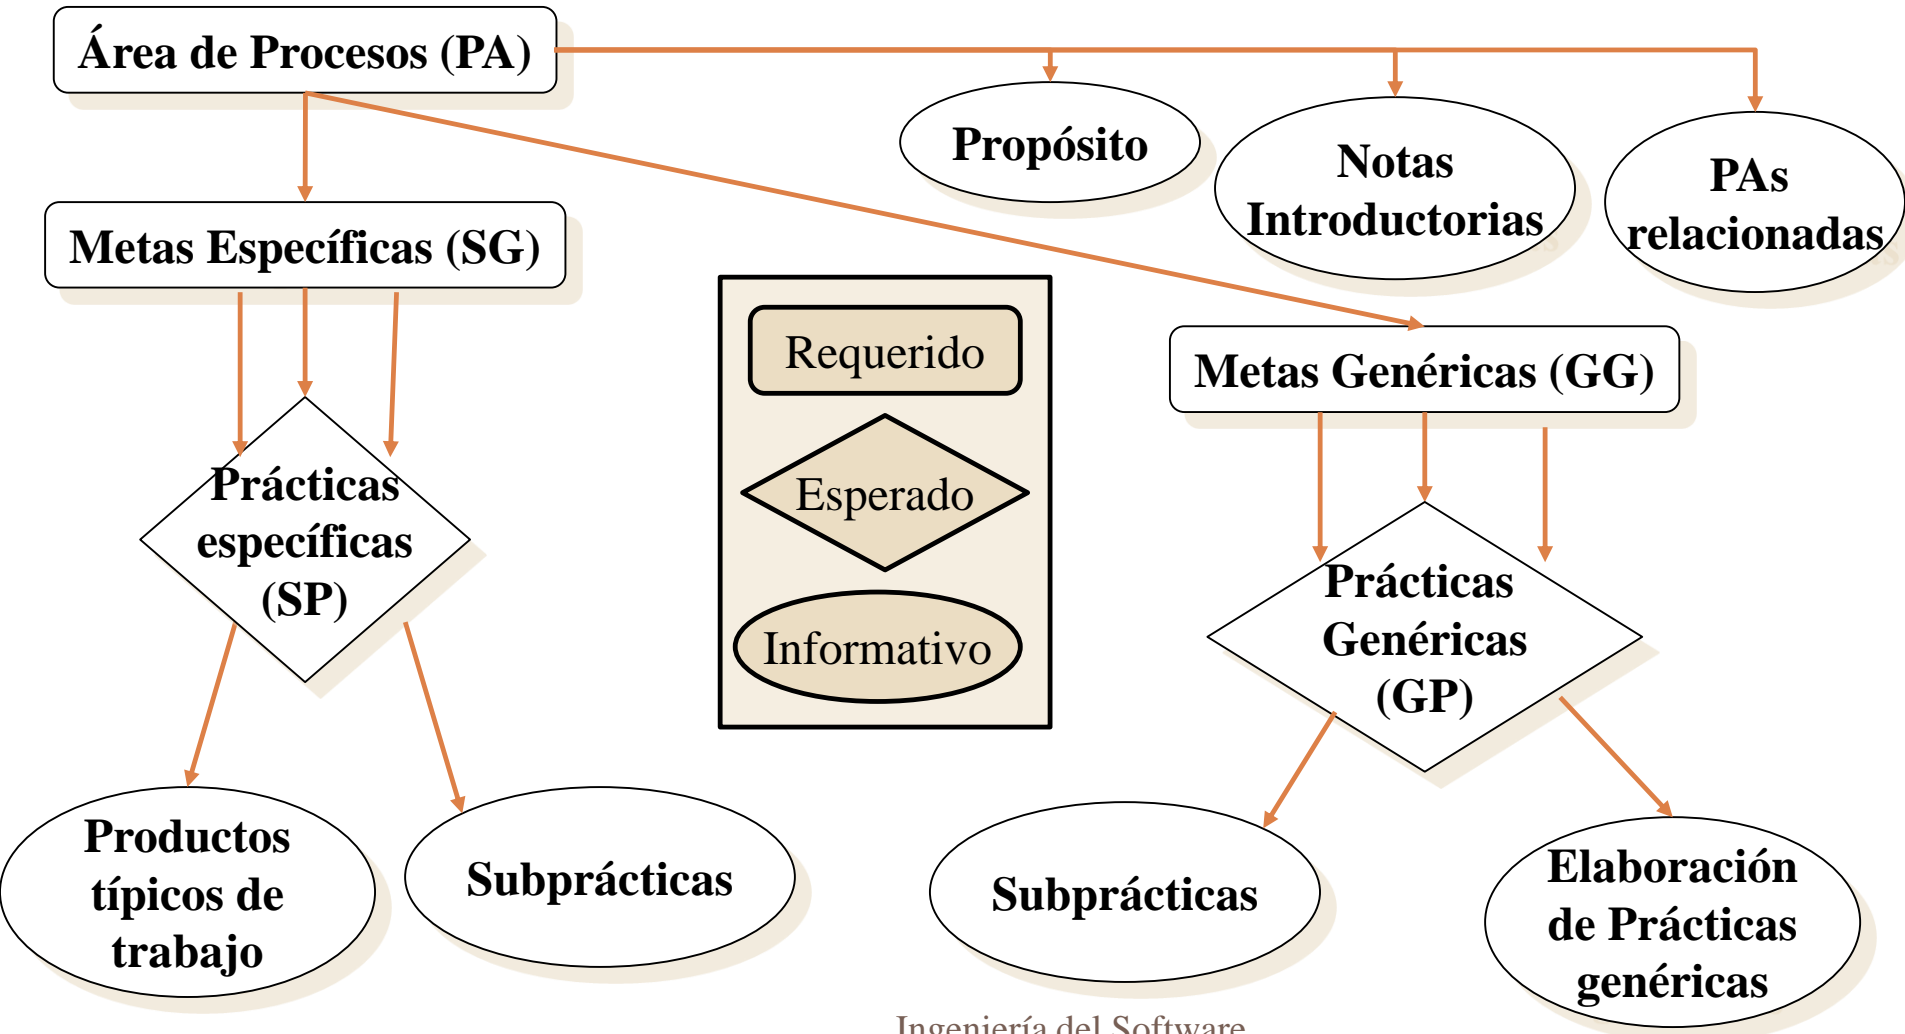 Área de Procesos (PA)
Propósito
Notas
Introductorias
PAs
relacionadas
Metas Específicas (SG)
Requerido
Esperado
Informativo
Metas Genéricas (GG)
Prácticas
específicas
(SP)
Prácticas
Genéricas
(GP)
Productos
típicos de
trabajo
Subprácticas
Subprácticas
Elaboración
de Prácticas
genéricas
Ingeniería del Software